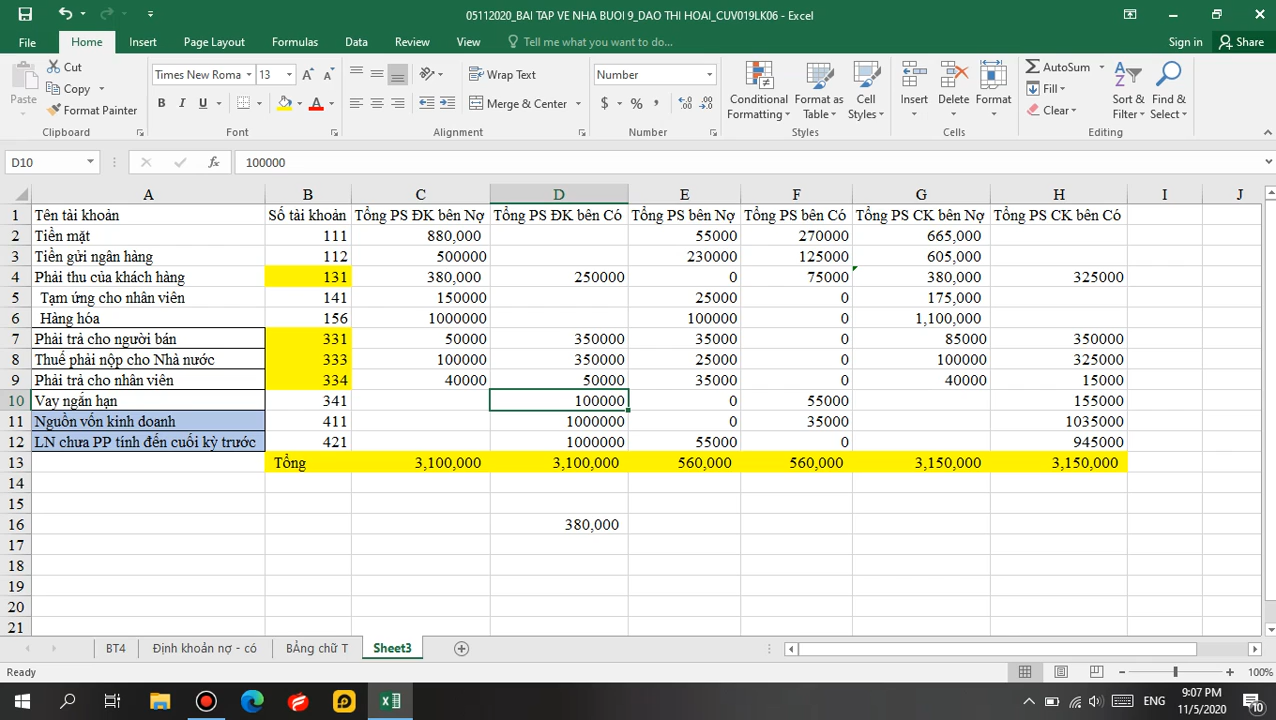 05112020_BAI TAP VE NHA BUOI 9_DAO THI HOAI_CUV019LK06 - Excel
File Home Insert Page Layout Formulas Data Review View Tell me what you want to do... Sign in Share
Paste Cut Copy Format Painter
Times New Roma 13
B I U
Wrap Text
Merge & Center
Number
$ % ,
Conditional Formatting
Format as Table
Cell Styles
Insert Delete Format
AutoSum
Fill
Clear
Sort & Filter
Find & Select
Clipboard Font Alignment Number Styles Cells Editing
D10 fx 100000
A B C D E F G H I J
1 Tên tài khoản Số tài khoản Tổng PS ĐK bên Nợ Tổng PS ĐK bên Có Tổng PS bên Nợ Tổng PS bên Có Tổng PS CK bên Nợ Tổng PS CK bên Có
2 Tiền mặt 111 880,000 55000 270000 665,000
3 Tiền gửi ngân hàng 112 500000 230000 125000 605,000
4 Phải thu của khách hàng 131 380,000 250000 0 75000 380,000 325000
5 Tạm ứng cho nhân viên 141 150000 25000 0 175,000
6 Hàng hóa 156 1000000 100000 0 1,100,000
7 Phải trả cho người bán 331 50000 350000 35000 0 85000 350000
8 Thuế phải nộp cho Nhà nước 333 100000 350000 25000 0 100000 325000
9 Phải trả cho nhân viên 334 40000 50000 35000 0 40000 15000
10 Vay ngắn hạn 341 100000 0 55000 155000
11 Nguồn vốn kinh doanh 411 1000000 0 35000 1035000
12 LN chưa PP tính đến cuối kỳ trước 421 1000000 55000 0 945000
13 Tổng 3,100,000 3,100,000 560,000 560,000 3,150,000 3,150,000
14
15
16 380,000
17
18
19
20
21
BT4 Định khoản nợ - có BẢng chữ T Sheet3
Ready 100%
ENG 9:07 PM
11/5/2020 10